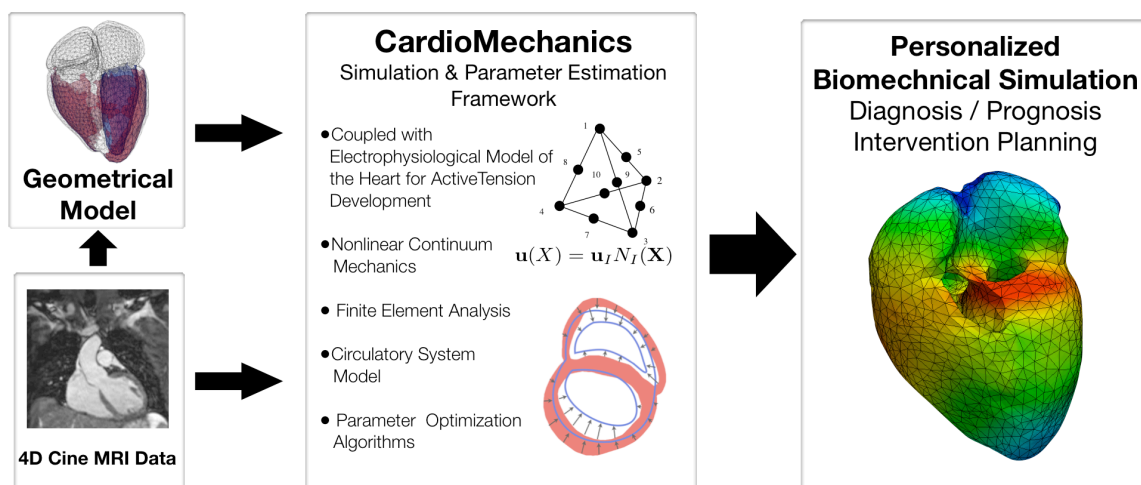 Geometrical
Model
4D Cine MRI Data
CardioMechanics
Simulation & Parameter Estimation
Framework
●Coupled with
Electrophysiological Model of
the Heart for ActiveTension
Development
● Nonlinear Continuum
Mechanics
● Finite Element Analysis
●Circulatory System
Model
● Parameter Optimization
Algorithms
1
5
8
10
9
2
4
6
7
3
u(X) = u_I N_I(X)
Personalized
Biomechnical Simulation
Diagnosis / Prognosis
Intervention Planning